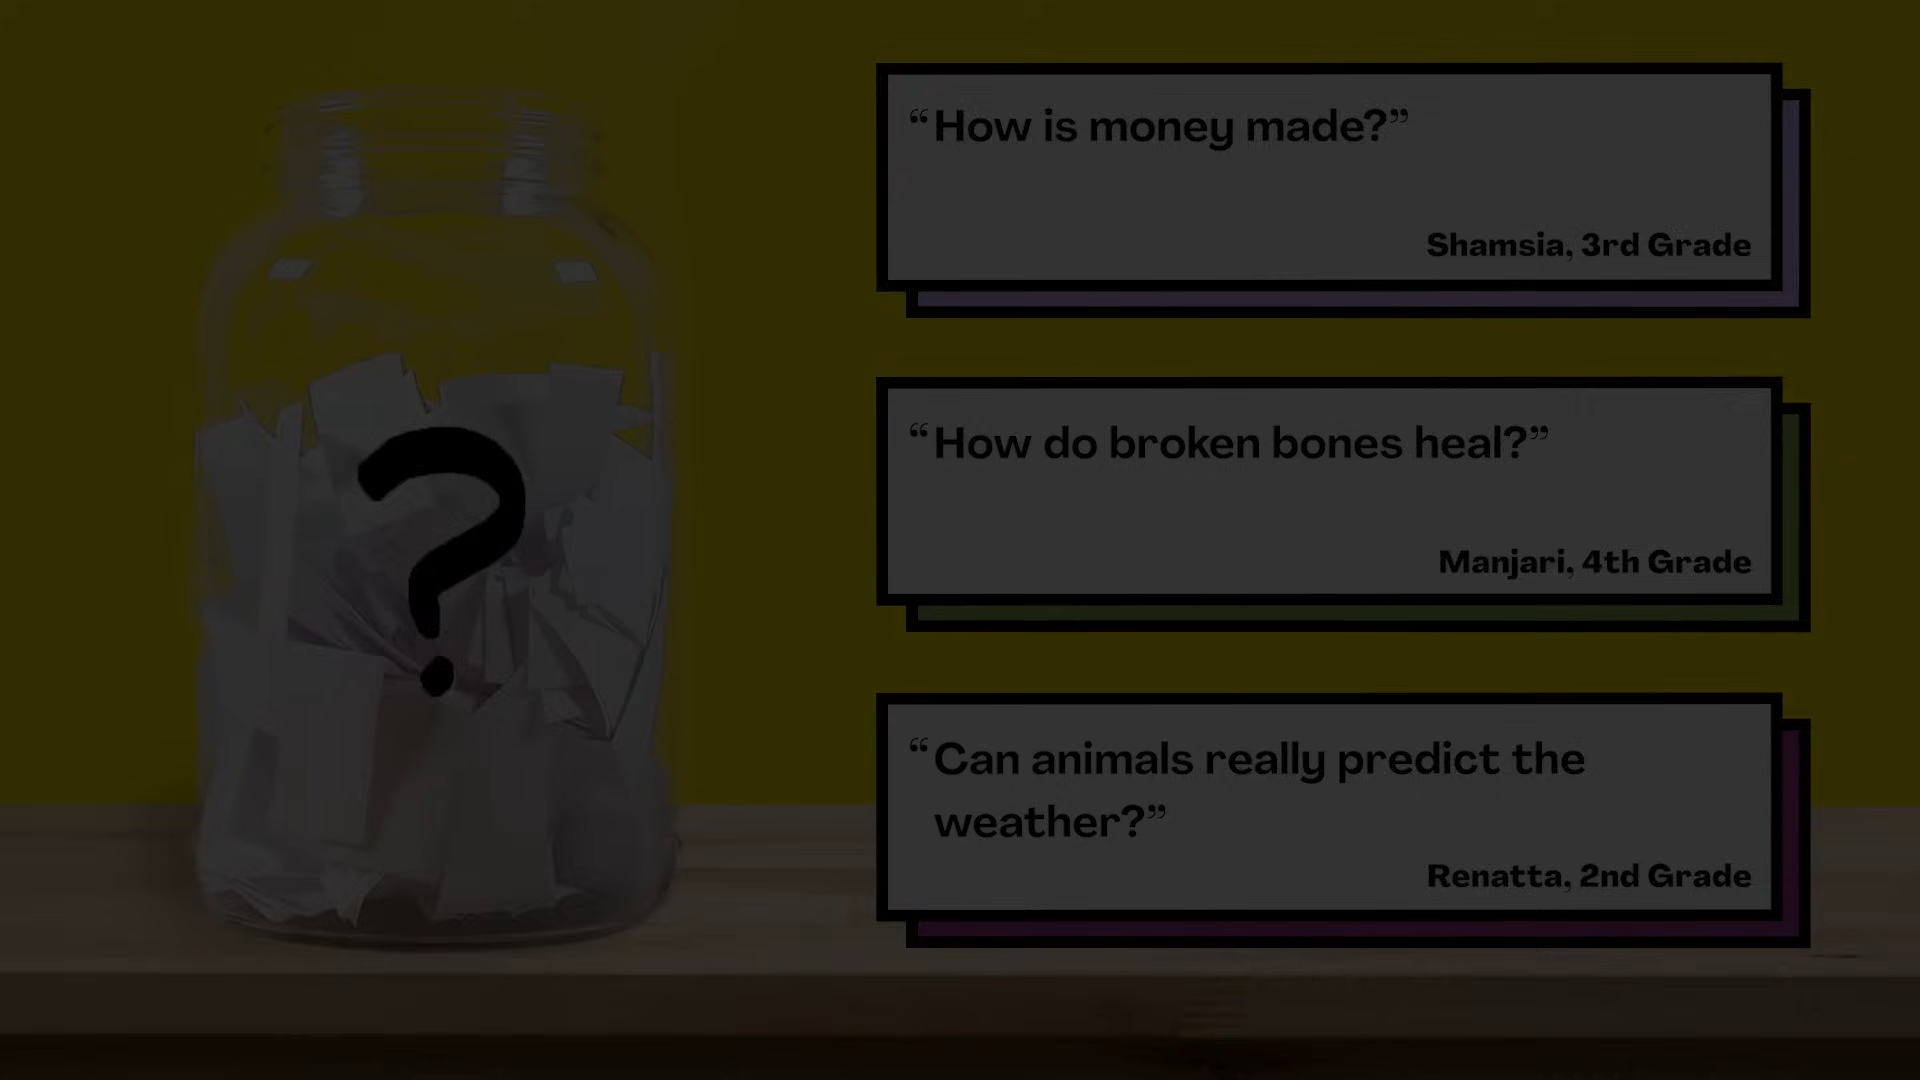 ?
“How is money made?”
Shamsia, 3rd Grade
“How do broken bones heal?”
Manjari, 4th Grade
“Can animals really predict the
weather?”
Renatta, 2nd Grade